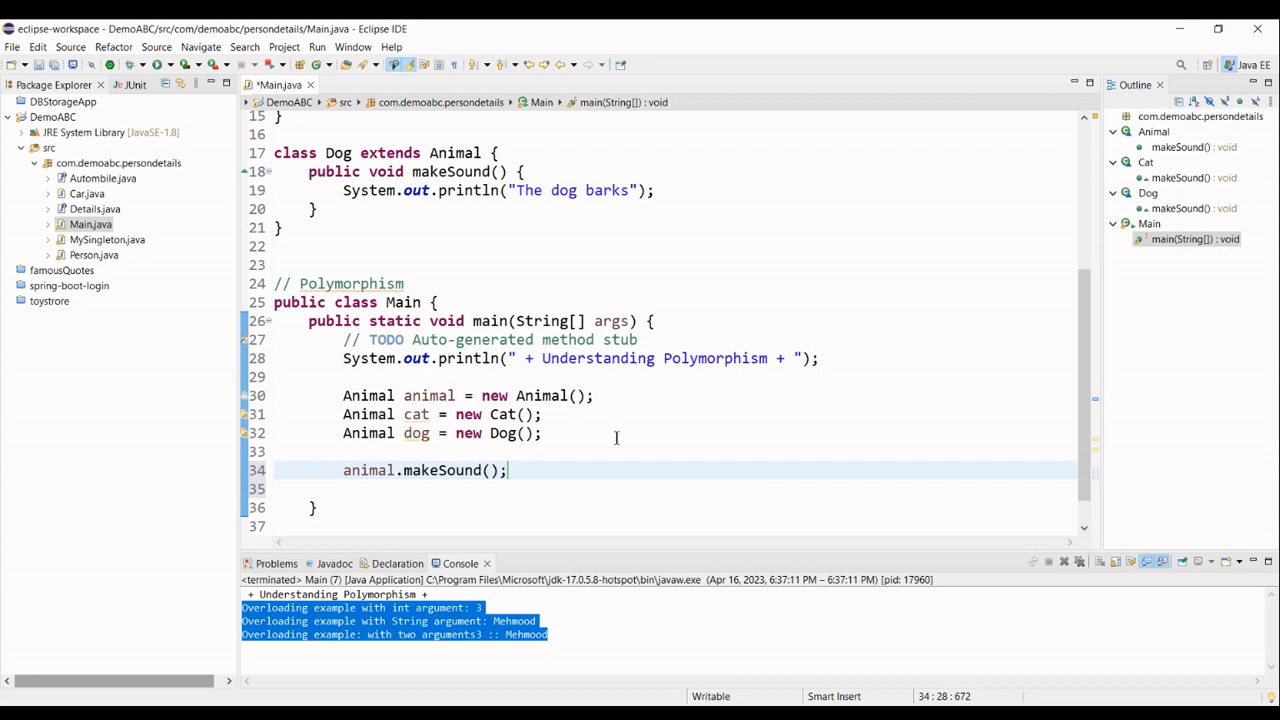 eclipse-workspace - DemoABC/src/com/demoabc/persondetails/Main.java - Eclipse IDE
File Edit Source Refactor Source Navigate Search Project Run Window Help
Java EE
Package Explorer JUnit
DBStorageApp
DemoABC
JRE System Library [JavaSE-1.8]
src
com.demoabc.persondetails
Autombile.java
Car.java
Details.java
Main.java
MySingleton.java
Person.java
famousQuotes
spring-boot-login
toystrore
*Main.java
DemoABC src com.demoabc.persondetails Main main(String[]) : void
15 }
16
17 class Dog extends Animal {
18 public void makeSound() {
19 System.out.println("The dog barks");
20 }
21 }
22
23
24 // Polymorphism
25 public class Main {
26 public static void main(String[] args) {
27 // TODO Auto-generated method stub
28 System.out.println(" + Understanding Polymorphism + ");
29
30 Animal animal = new Animal();
31 Animal cat = new Cat();
32 Animal dog = new Dog();
33
34 animal.makeSound();
35
36 }
37
Outline
com.demoabc.persondetails
Animal
makeSound() : void
Cat
makeSound() : void
Dog
makeSound() : void
Main
main(String[]) : void
Problems Javadoc Declaration Console
<terminated> Main (7) [Java Application] C:\Program Files\Microsoft\jdk-17.0.5.8-hotspot\bin\javaw.exe (Apr 16, 2023, 6:37:11 PM – 6:37:11 PM) [pid: 17960]
+ Understanding Polymorphism +
Overloading example with int argument: 3
Overloading example with String argument: Mehmood
Overloading example: with two arguments3 :: Mehmood
Writable Smart Insert 34 : 28 : 672